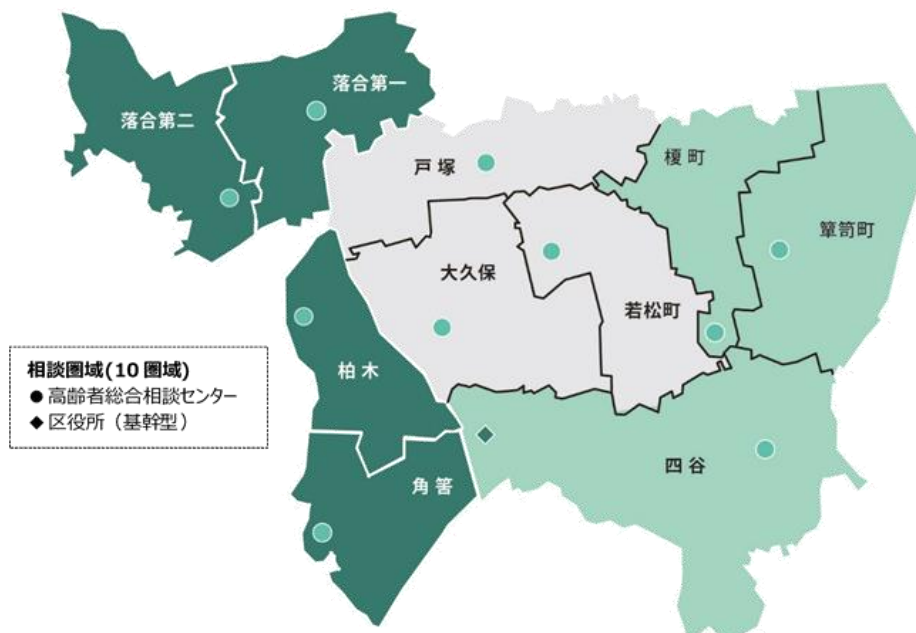 落合第一
落合第二
榎町
戸塚
簞笥町
大久保
若松町
柏木
相談圏域(10圏域)
●高齢者総合相談センター
◆区役所（基幹型）
四谷
角筈